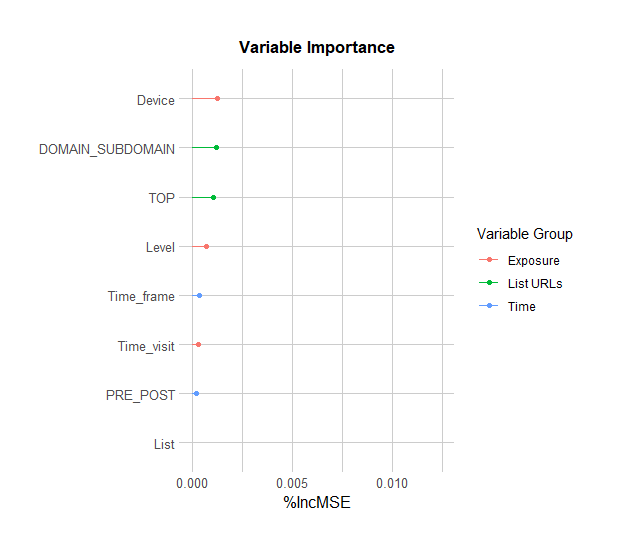 Variable Importance
Device
DOMAIN_SUBDOMAIN
TOP
Level
Time_frame
Time_visit
PRE_POST
List
0.000 0.005 0.010
%IncMSE
Variable Group
Exposure
List URLs
Time